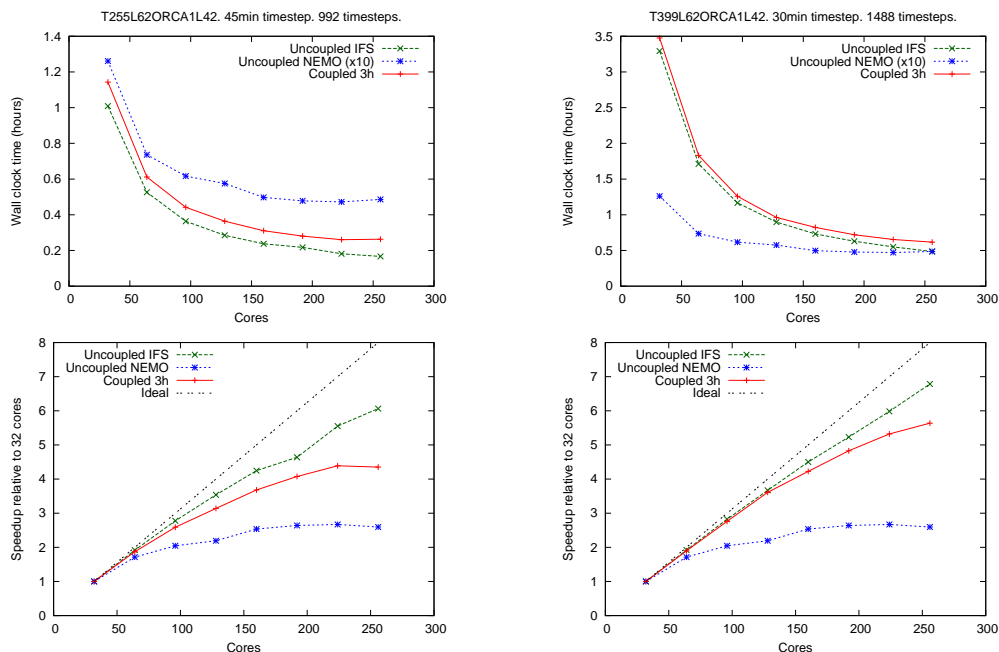 T255L62ORCA1L42. 45min timestep. 992 timesteps.
1.4
1.2
1
0.8
0.6
0.4
0.2
0
Wall clock time (hours)
Uncoupled IFS
Uncoupled NEMO (x10)
Coupled 3h
0 50 100 150 200 250 300
Cores
T399L62ORCA1L42. 30min timestep. 1488 timesteps.
3.5
3
2.5
2
1.5
1
0.5
0
Wall clock time (hours)
Uncoupled IFS
Uncoupled NEMO (x10)
Coupled 3h
0 50 100 150 200 250 300
Cores
8
7
6
5
4
3
2
1
0
Speedup relative to 32 cores
Uncoupled IFS
Uncoupled NEMO
Coupled 3h
Ideal
0 50 100 150 200 250 300
Cores
8
7
6
5
4
3
2
1
0
Speedup relative to 32 cores
Uncoupled IFS
Uncoupled NEMO
Coupled 3h
Ideal
0 50 100 150 200 250 300
Cores